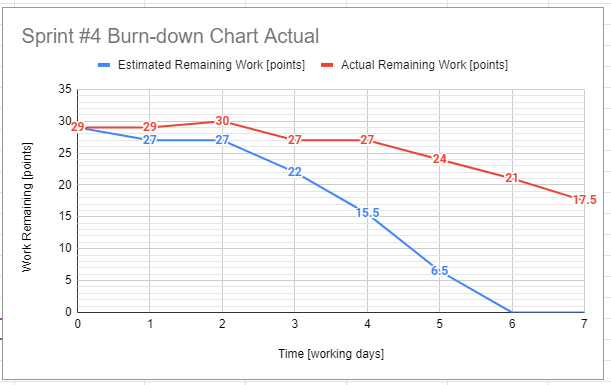 Sprint #4 Burn-down Chart Actual
Estimated Remaining Work [points] Actual Remaining Work [points]
35
30
25
20
15
10
5
0
Work Remaining [points]
29 29 30 27 27 24 21 17.5
27 27 22 15.5 6.5
0 1 2 3 4 5 6 7
Time [working days]